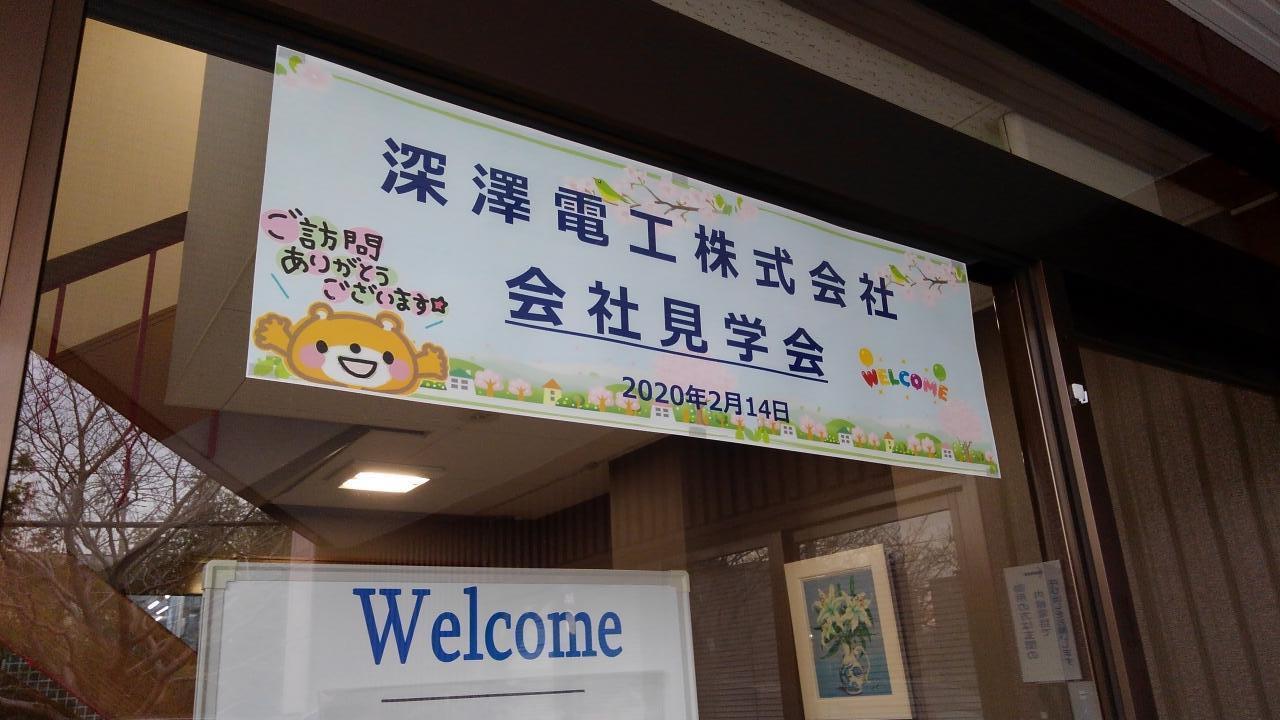 深澤電工株式会社
会社見学会
2020年2月14日
ご訪問
ありがとう
ございます
WELCOME
Welcome